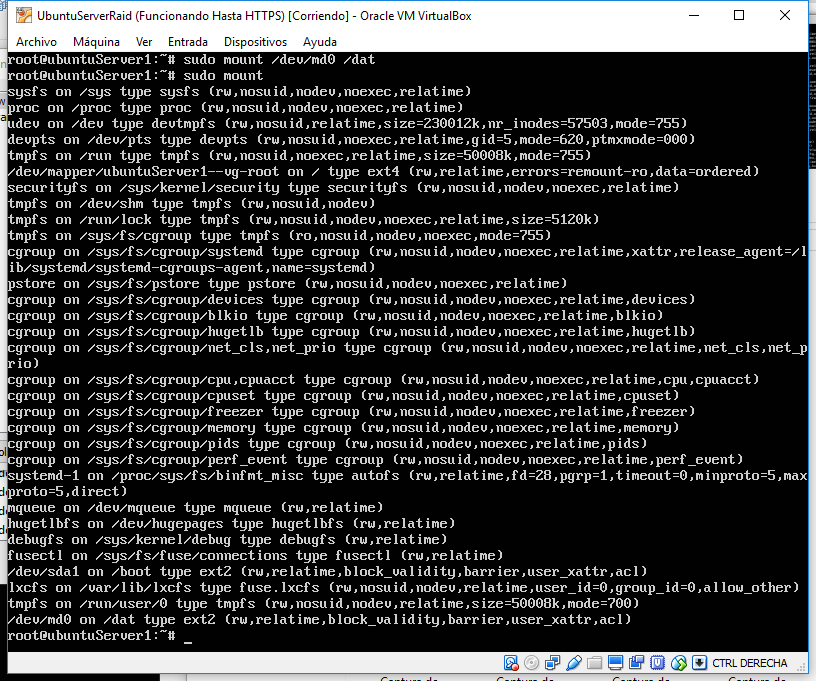 UbuntuServerRaid (Funcionando Hasta HTTPS) [Corriendo] - Oracle VM VirtualBox
Archivo Máquina Ver Entrada Dispositivos Ayuda
root@ubuntuServer1:~# sudo mount /dev/md0 /dat
root@ubuntuServer1:~# sudo mount
sysfs on /sys type sysfs (rw,nosuid,nodev,noexec,relatime)
proc on /proc type proc (rw,nosuid,nodev,noexec,relatime)
udev on /dev type devtmpfs (rw,nosuid,relatime,size=230012k,nr_inodes=57503,mode=755)
devpts on /dev/pts type devpts (rw,nosuid,noexec,relatime,gid=5,mode=620,ptmxmode=000)
tmpfs on /run type tmpfs (rw,nosuid,noexec,relatime,size=50008k,mode=755)
/dev/mapper/ubuntuServer1--vg-root on / type ext4 (rw,relatime,errors=remount-ro,data=ordered)
securityfs on /sys/kernel/security type securityfs (rw,nosuid,nodev,noexec,relatime)
tmpfs on /dev/shm type tmpfs (rw,nosuid,nodev)
tmpfs on /run/lock type tmpfs (rw,nosuid,nodev,noexec,relatime,size=5120k)
tmpfs on /sys/fs/cgroup type tmpfs (ro,nosuid,nodev,noexec,mode=755)
cgroup on /sys/fs/cgroup/systemd type cgroup (rw,nosuid,nodev,noexec,relatime,xattr,release_agent=/l
ib/systemd/systemd-cgroups-agent,name=systemd)
pstore on /sys/fs/pstore type pstore (rw,nosuid,nodev,noexec,relatime)
cgroup on /sys/fs/cgroup/devices type cgroup (rw,nosuid,nodev,noexec,relatime,devices)
cgroup on /sys/fs/cgroup/blkio type cgroup (rw,nosuid,nodev,noexec,relatime,blkio)
cgroup on /sys/fs/cgroup/hugetlb type cgroup (rw,nosuid,nodev,noexec,relatime,hugetlb)
cgroup on /sys/fs/cgroup/net_cls,net_prio type cgroup (rw,nosuid,nodev,noexec,relatime,net_cls,net_p
rio)
cgroup on /sys/fs/cgroup/cpu,cpuacct type cgroup (rw,nosuid,nodev,noexec,relatime,cpu,cpuacct)
cgroup on /sys/fs/cgroup/cpuset type cgroup (rw,nosuid,nodev,noexec,relatime,cpuset)
cgroup on /sys/fs/cgroup/freezer type cgroup (rw,nosuid,nodev,noexec,relatime,freezer)
cgroup on /sys/fs/cgroup/memory type cgroup (rw,nosuid,nodev,noexec,relatime,memory)
cgroup on /sys/fs/cgroup/pids type cgroup (rw,nosuid,nodev,noexec,relatime,pids)
cgroup on /sys/fs/cgroup/perf_event type cgroup (rw,nosuid,nodev,noexec,relatime,perf_event)
systemd-1 on /proc/sys/fs/binfmt_misc type autofs (rw,relatime,fd=28,pgrp=1,timeout=0,minproto=5,max
proto=5,direct)
mqueue on /dev/mqueue type mqueue (rw,relatime)
hugetlbfs on /dev/hugepages type hugetlbfs (rw,relatime)
debugfs on /sys/kernel/debug type debugfs (rw,relatime)
fusectl on /sys/fs/fuse/connections type fusectl (rw,relatime)
/dev/sda1 on /boot type ext2 (rw,relatime,block_validity,barrier,user_xattr,acl)
lxcfs on /var/lib/lxcfs type fuse.lxcfs (rw,nosuid,nodev,relatime,user_id=0,group_id=0,allow_other)
tmpfs on /run/user/0 type tmpfs (rw,nosuid,nodev,relatime,size=50008k,mode=700)
/dev/md0 on /dat type ext2 (rw,relatime,block_validity,barrier,user_xattr,acl)
root@ubuntuServer1:~# _
CTRL DERECHA